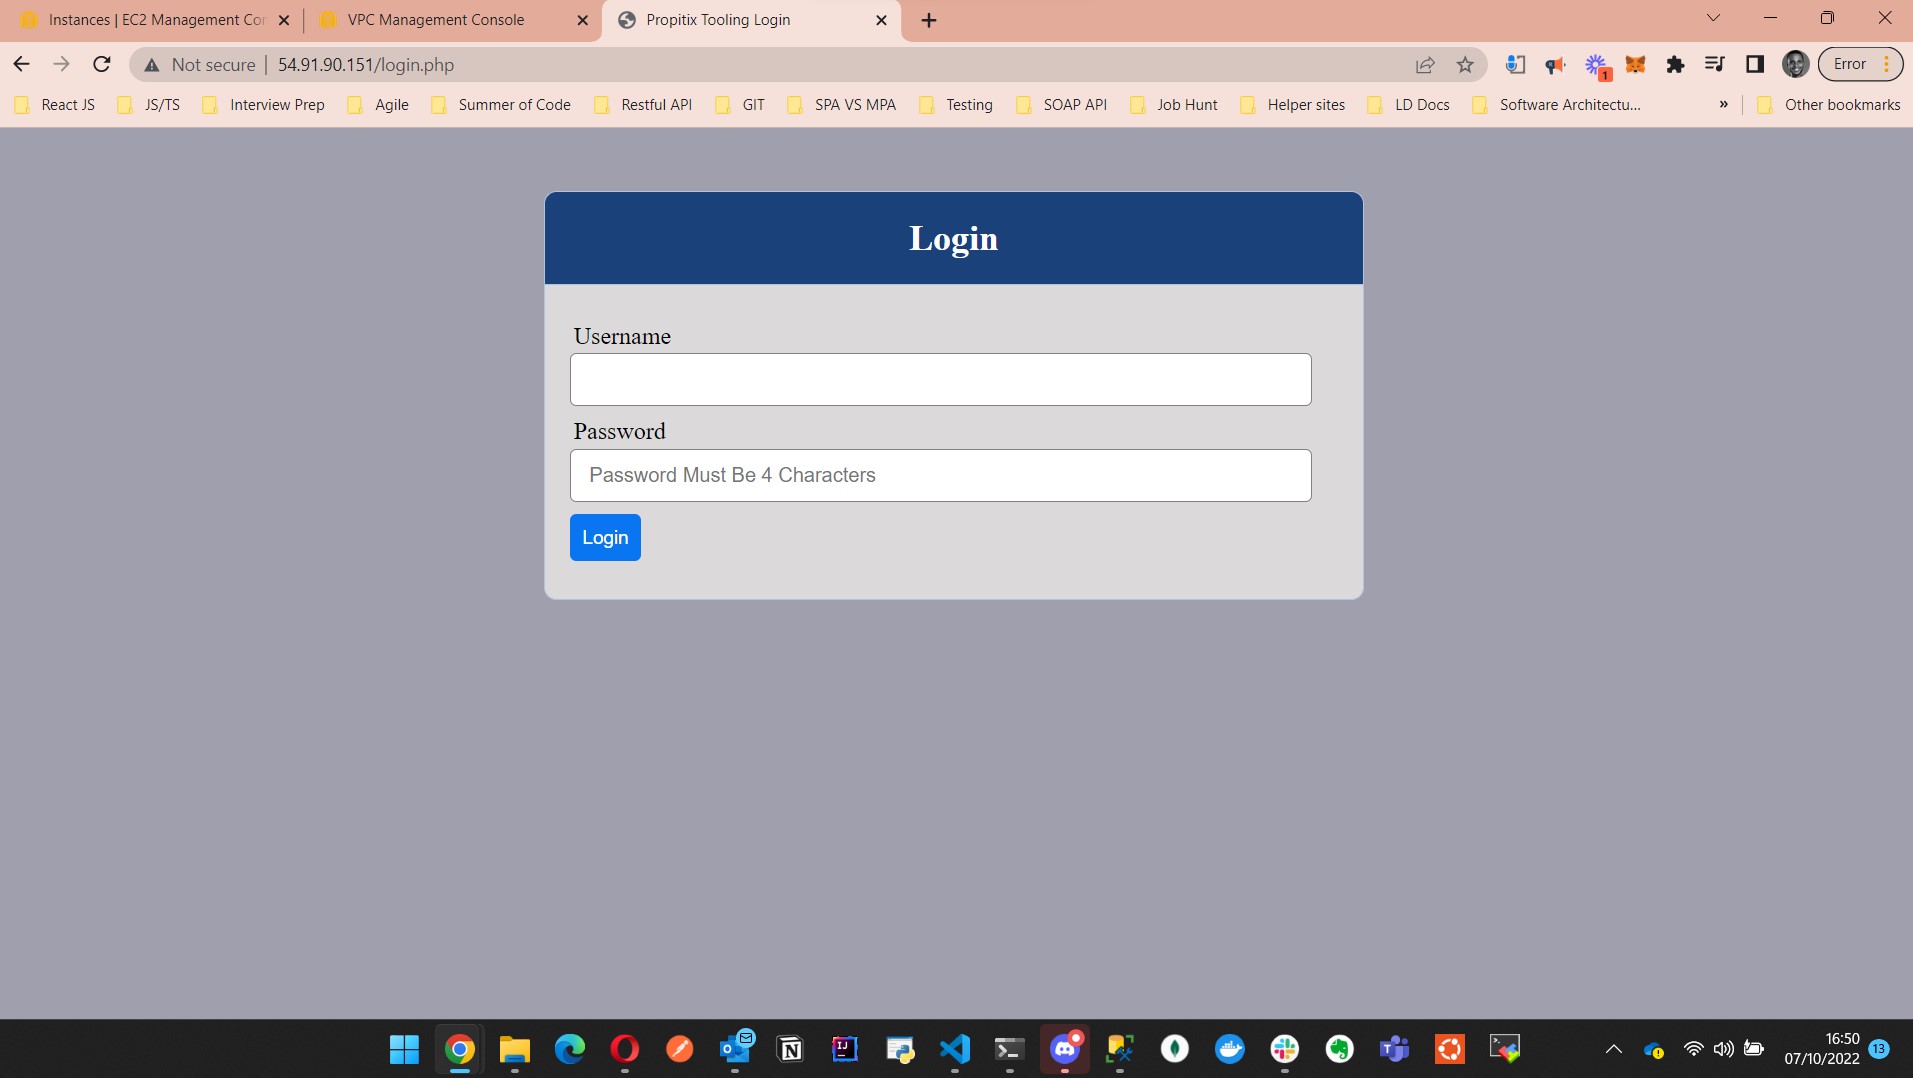 Instances | EC2 Management Con
VPC Management Console
Propitix Tooling Login
Not secure | 54.91.90.151/login.php
1
Error
React JS
JS/TS
Interview Prep
Agile
Summer of Code
Restful API
GIT
SPA VS MPA
Testing
SOAP API
Job Hunt
Helper sites
LD Docs
Software Architectu...
»
Other bookmarks
Login
Username
Password
Password Must Be 4 Characters
Login
16:50
07/10/2022
13